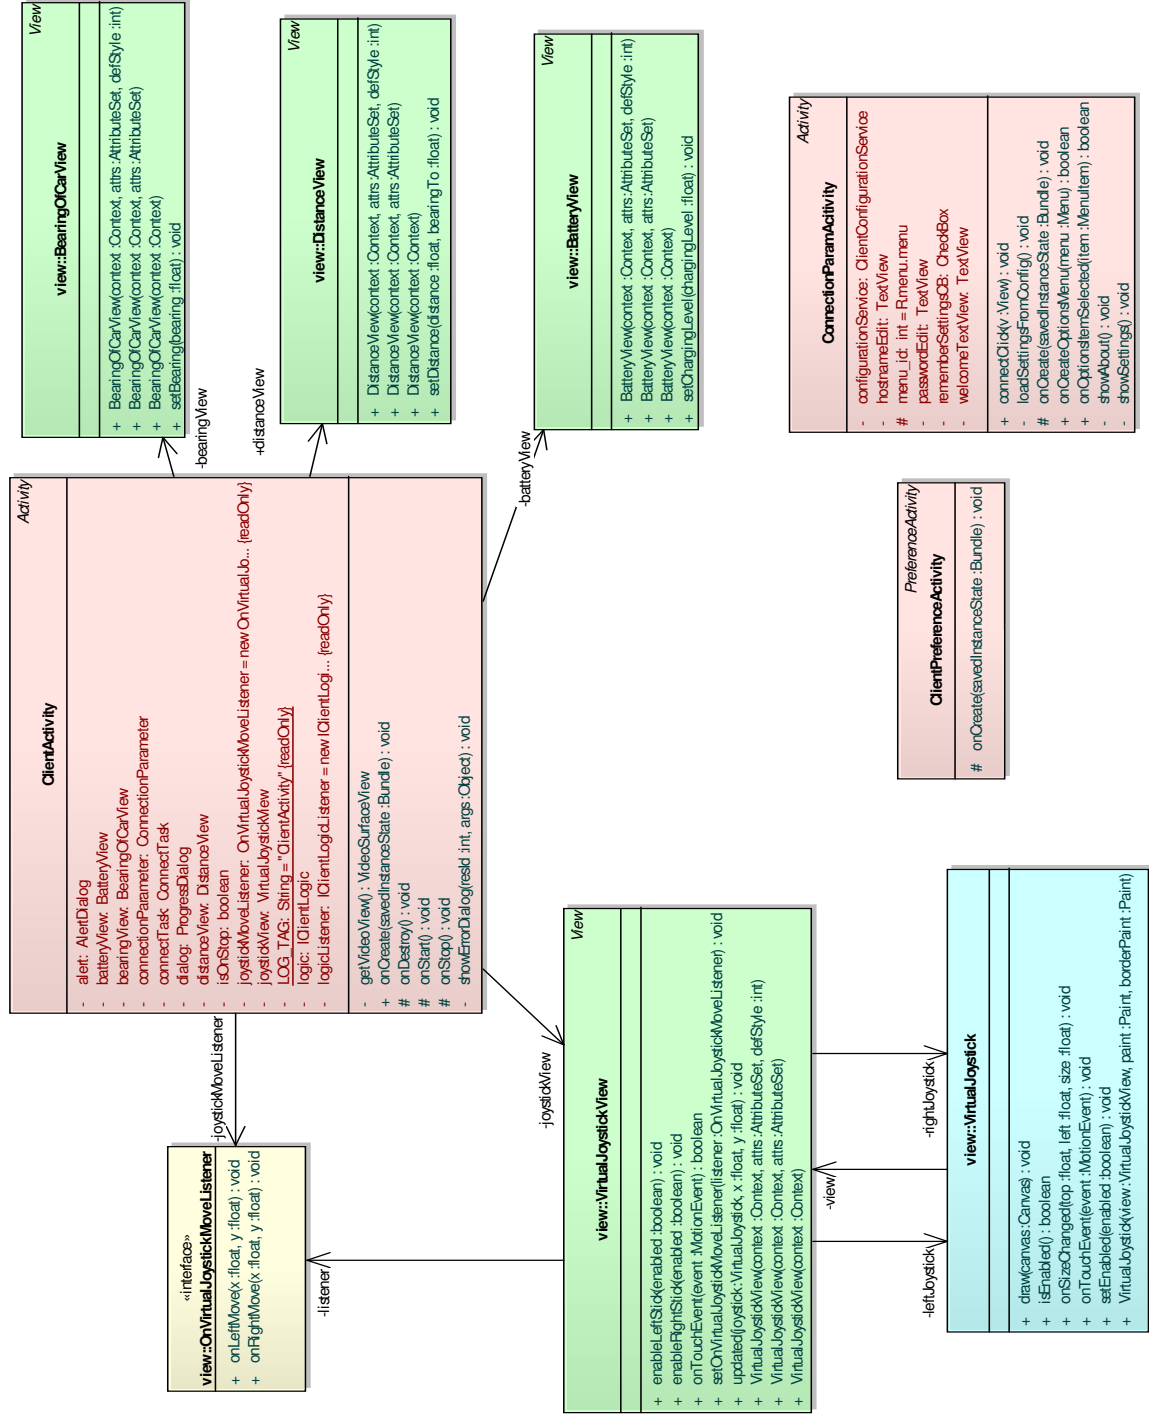 View
view::BearingOfCarView
+ BearingOfCarView(context :Context, attrs :AttributeSet, defStyle :int)
+ BearingOfCarView(context :Context, attrs :AttributeSet)
+ BearingOfCarView(context :Context)
+ setBearing(bearing :float) : void
View
view::DistanceView
+ DistanceView(context :Context, attrs :AttributeSet, defStyle :int)
+ DistanceView(context :Context, attrs :AttributeSet)
+ DistanceView(context :Context)
+ setDistance(distance :float, bearingTo :float) : void
View
view::BatteryView
+ BatteryView(context :Context, attrs :AttributeSet, defStyle :int)
+ BatteryView(context :Context, attrs :AttributeSet)
+ BatteryView(context :Context)
+ setChargingLevel(chargingLevel :float) : void
Activity
ConnectionParamAcitivity
- configurationService: ClientConfigurationService
- hostnameEdit: TextView
# menu_id: int = R.menu.menu
- passwordEdit: TextView
- rememberSettingsCB: CheckBox
- welcomeTextView: TextView
+ connectClick(v :View) : void
- loadSettingsFromConfig() : void
# onCreate(savedInstanceState :Bundle) : void
+ onCreateOptionsMenu(menu :Menu) : boolean
+ onOptionsItemSelected(item :MenuItem) : boolean
- showAbout() : void
- showSettings() : void
-bearingView
+distanceView
-batteryView
Activity
ClientActivity
- alert: AlertDialog
- batteryView: BatteryView
- bearingView: BearingOfCarView
- connectionParameter: ConnectionParameter
- connectTask: ConnectTask
- dialog: ProgressDialog
- distanceView: DistanceView
- isOnStop: boolean
- joystickMoveListener: OnVirtualJoystickMoveListener = new OnVirtualJo... {readOnly}
- joystickView: VirtualJoystickView
- LOG_TAG: String = "ClientActivity" {readOnly}
- logic: IClientLogic
- logicListener: IClientLogicListener = new IClientLogi... {readOnly}
- getVideoView() : VideoSurfaceView
+ onCreate(savedInstanceState :Bundle) : void
# onDestroy() : void
# onStart() : void
# onStop() : void
- showErrorDialog(resId :int, args :Object) : void
PreferenceActivity
ClientPreferenceActivity
# onCreate(savedInstanceState :Bundle) : void
-joystickMoveListener
-joystickView
«interface»
view::OnVirtualJoystickMoveListener
+ onLeftMove(x :float, y :float) : void
+ onRightMove(x :float, y :float) : void
-listener
View
view::VirtualJoystickView
+ enableLeftStick(enabled :boolean) : void
+ enableRightStick(enabled :boolean) : void
+ onTouchEvent(event :MotionEvent) : boolean
+ setOnVirtualJoystickMoveListener(listener :OnVirtualJoystickMoveListener) : void
+ updated(joystick :VirtualJoystick, x :float, y :float) : void
+ VirtualJoystickView(context :Context, attrs :AttributeSet, defStyle :int)
+ VirtualJoystickView(context :Context, attrs :AttributeSet)
+ VirtualJoystickView(context :Context)
-rightJoystick
-view
-leftJoystick
view::VirtualJoystick
+ draw(canvas :Canvas) : void
+ isEnabled() : boolean
+ onSizeChanged(top :float, left :float, size :float) : void
+ onTouchEvent(event :MotionEvent) : void
+ setEnabled(enabled :boolean) : void
+ VirtualJoystick(view :VirtualJoystickView, paint :Paint, borderPaint :Paint)